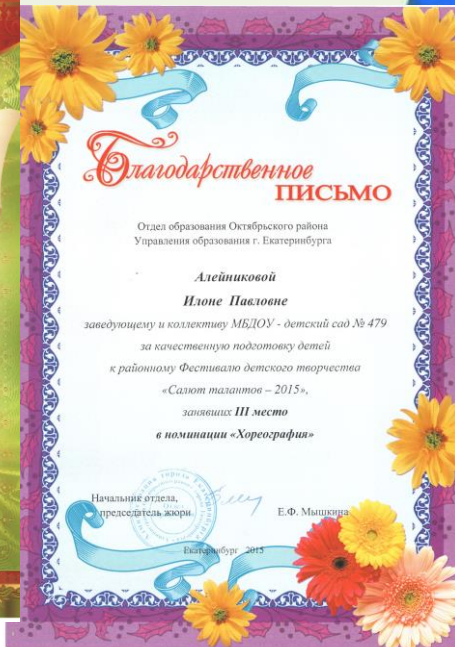 Благодарственное
ПИСЬМО
Отдел образования Октябрьского района
Управления образования г. Екатеринбурга
Алейниковой
Илоне Павловне
заведующему и коллективу МБДОУ - детский сад № 479
за качественную подготовку детей
к районному Фестивалю детского творчества
«Салют талантов – 2015»,
занявших III место
в номинации «Хореография»
Начальник отдела,
председатель жюри
Е.Ф. Мышкина
Екатеринбург 2015